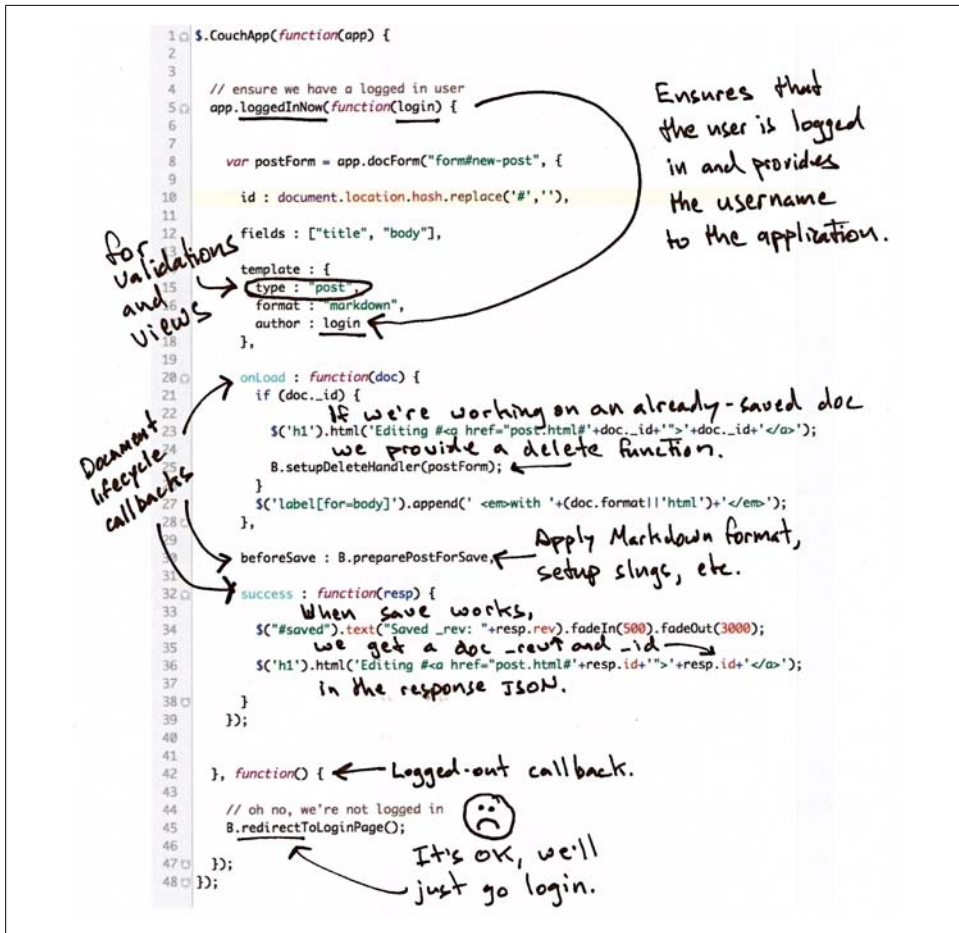 1 $.CouchApp(function(app) {
2
3
4 // ensure we have a logged in user
5 app.loggedInNow(function(login) {
6
7
8 var postForm = app.docForm("form#new-post", {
9
10 id : document.location.hash.replace('#',''),
11
12 fields : ["title", "body"],
13
template : {
15 type : "post",
16 format : "markdown",
author : login
18 },
19
20 onLoad : function(doc) {
21 if (doc._id) {
22 If we're working on an already-saved doc
23 $('h1').html('Editing #<a href="post.html#'+doc._id+'">'+doc._id+'</a>');
24 we provide a delete function.
25 B.setupDeleteHandler(postForm);
}
27 $('label[for=body]').append(' <em>with '+(doc.format||'html')+'</em>');
28 },
29
30 beforeSave : B.preparePostForSave,
31
32 success : function(resp) {
33 When save works,
34 $("#saved").text("Saved _rev: "+resp.rev).fadeIn(500).fadeOut(3000);
35 we get a doc _rev and _id
36 $('h1').html('Editing #<a href="post.html#'+resp.id+'">'+resp.id+'</a>');
37 in the response JSON.
38 }
39 });
40
41
42 }, function() { Logged-out callback.
43
44 // oh no, we're not logged in
45 B.redirectToLoginPage();
46
47 });
48 });
Ensures that
the user is logged
in and provides
the username
to the application.
for
validations
and
views
Document
lifecycle
callbacks
Apply Markdown format,
setup slugs, etc.
It's OK, we'll
just go login.